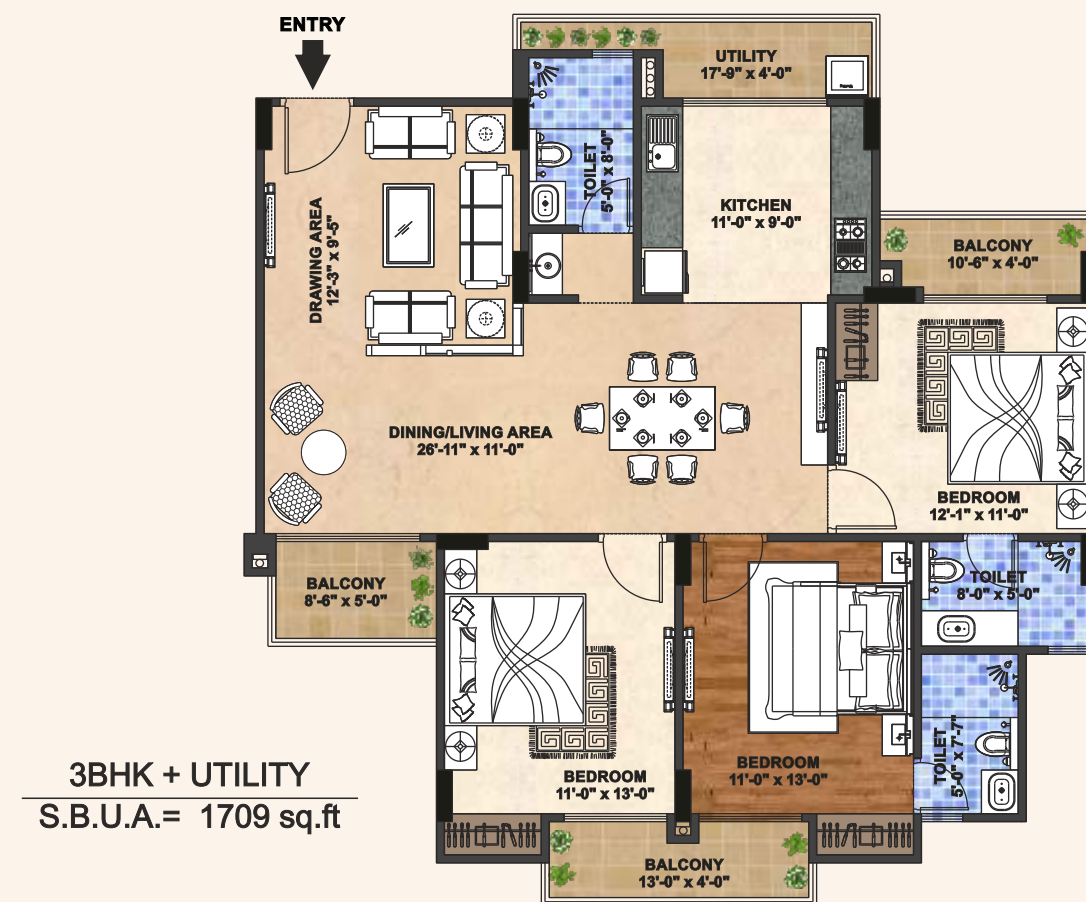 ENTRY
UTILITY
17'-9" x 4'-0"
TOILET
5'-0" x 8'-0"
KITCHEN
11'-0" x 9'-0"
DRAWING AREA
12'-3" x 9'-5"
BALCONY
10'-6" x 4'-0"
DINING/LIVING AREA
26'-11" x 11'-0"
BEDROOM
12'-1" x 11'-0"
BALCONY
8'-6" x 5'-0"
TOILET
8'-0" x 5'-0"
TOILET
5'-0" x 7'-7"
BEDROOM
11'-0" x 13'-0"
BEDROOM
11'-0" x 13'-0"
3BHK + UTILITY
S.B.U.A.= 1709 sq.ft
BALCONY
13'-0" x 4'-0"